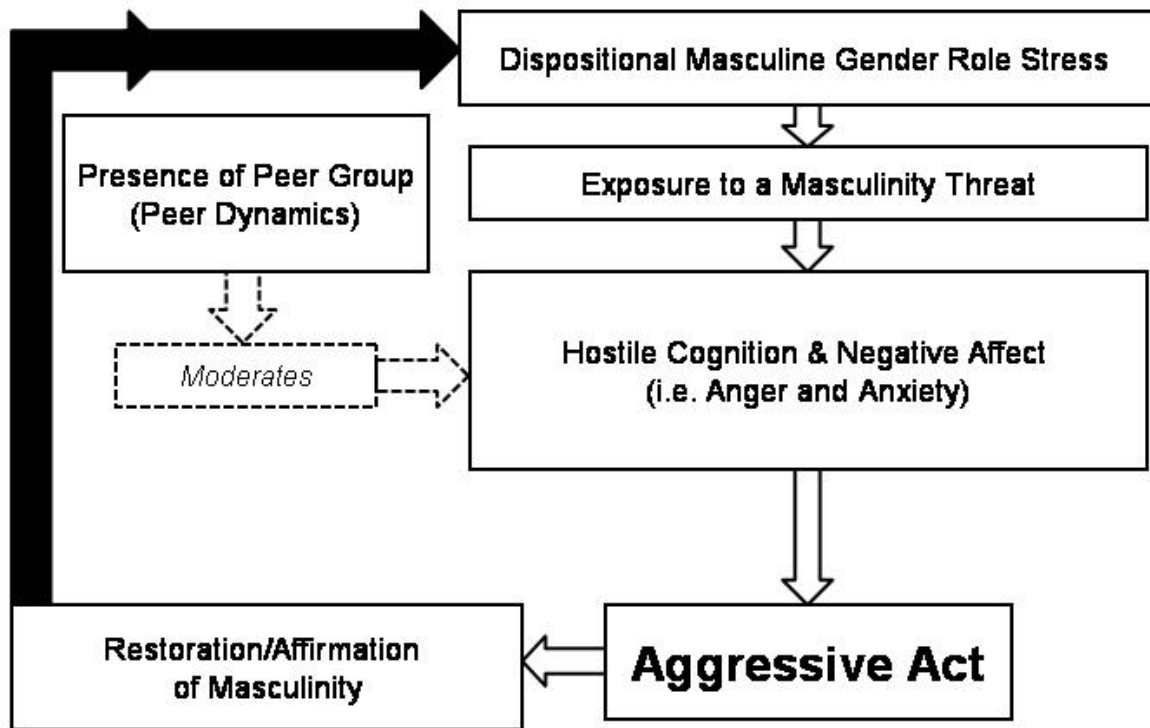 Dispositional Masculine Gender Role Stress
Presence of Peer Group
(Peer Dynamics)
Exposure to a Masculinity Threat
Moderates
Hostile Cognition & Negative Affect
(i.e. Anger and Anxiety)
Restoration/Affirmation
of Masculinity
Aggressive Act